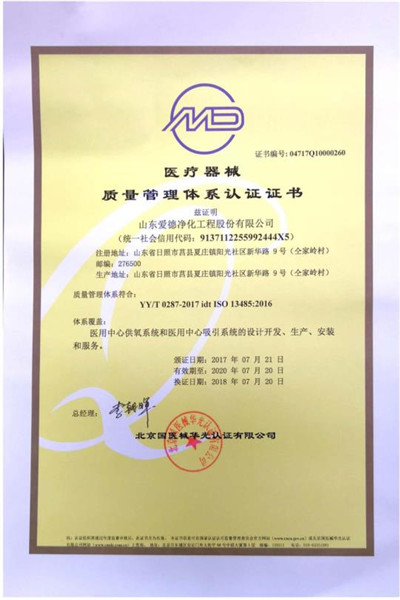 MD
证书编号: 04717Q10000260
医疗器械
质量管理体系认证证书
兹证明
山东爱德净化工程股份有限公司
(统一社会信用代码: 9137112255992444X5)
注册地址: 山东省日照市莒县夏庄镇阳光社区新华路 9 号 (仝家岭村)
邮编: 276500
生产地址: 山东省日照市莒县夏庄镇阳光社区新华路 9 号 (仝家岭村)
质量管理体系符合:
YY/T 0287-2017 idt ISO 13485:2016
体系覆盖:
医用中心供氧系统和医用中心吸引系统的设计开发、生产、安装
和服务。
颁证日期: 2017 年 07 月 21 日
有效期至: 2020 年 07 月 20 日
换证日期: 2018 年 07 月 20 日
总经理:
北京国医械华光认证有限公司